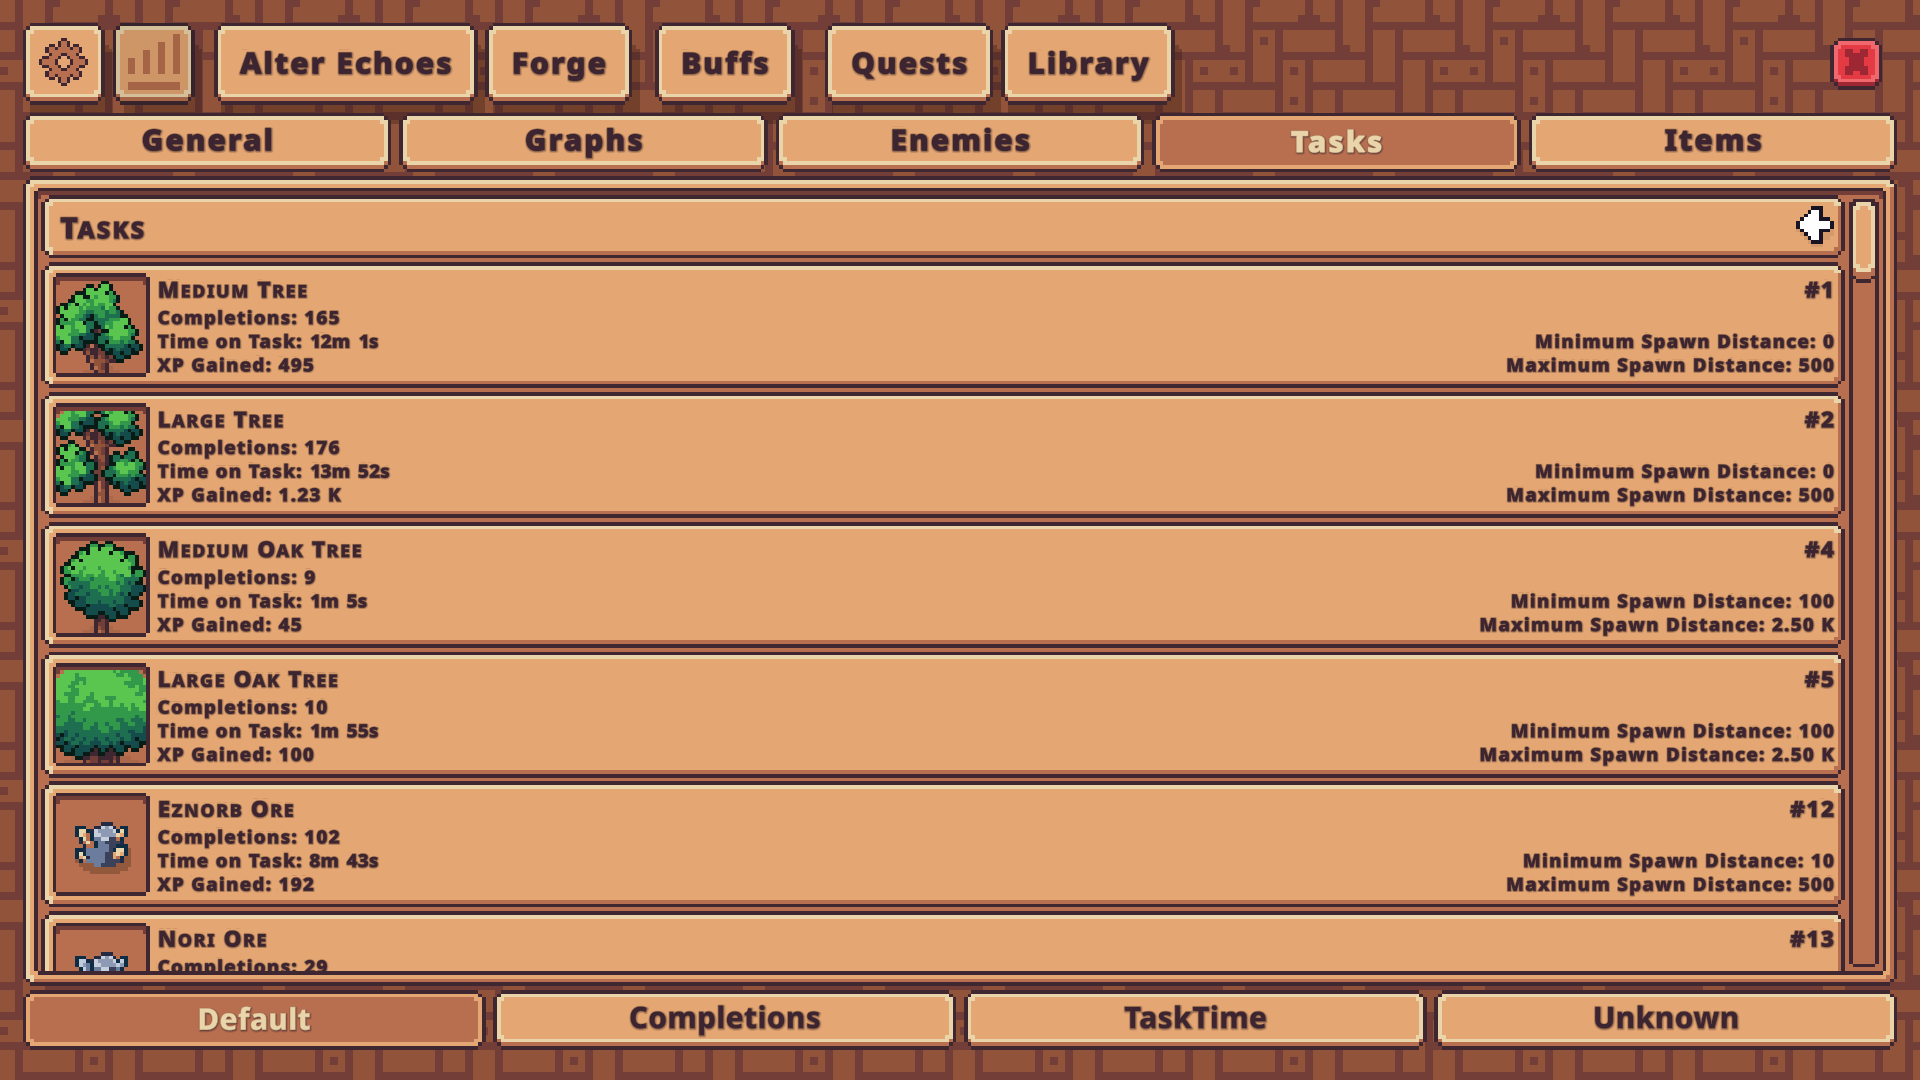 Alter Echoes
Forge
Buffs
Quests
Library
General
Graphs
Enemies
Tasks
Items
Tasks
Medium Tree
#1
Completions: 165
Time on Task: 12m 1s
Minimum Spawn Distance: 0
XP Gained: 495
Maximum Spawn Distance: 500
Large Tree
#2
Completions: 176
Time on Task: 13m 52s
Minimum Spawn Distance: 0
XP Gained: 1.23 K
Maximum Spawn Distance: 500
Medium Oak Tree
#4
Completions: 9
Time on Task: 1m 5s
Minimum Spawn Distance: 100
XP Gained: 45
Maximum Spawn Distance: 2.50 K
Large Oak Tree
#5
Completions: 10
Time on Task: 1m 55s
Minimum Spawn Distance: 100
XP Gained: 100
Maximum Spawn Distance: 2.50 K
Eznorb Ore
#12
Completions: 102
Time on Task: 8m 43s
Minimum Spawn Distance: 10
XP Gained: 192
Maximum Spawn Distance: 500
Nori Ore
#13
Completions: 29
Default
Completions
TaskTime
Unknown